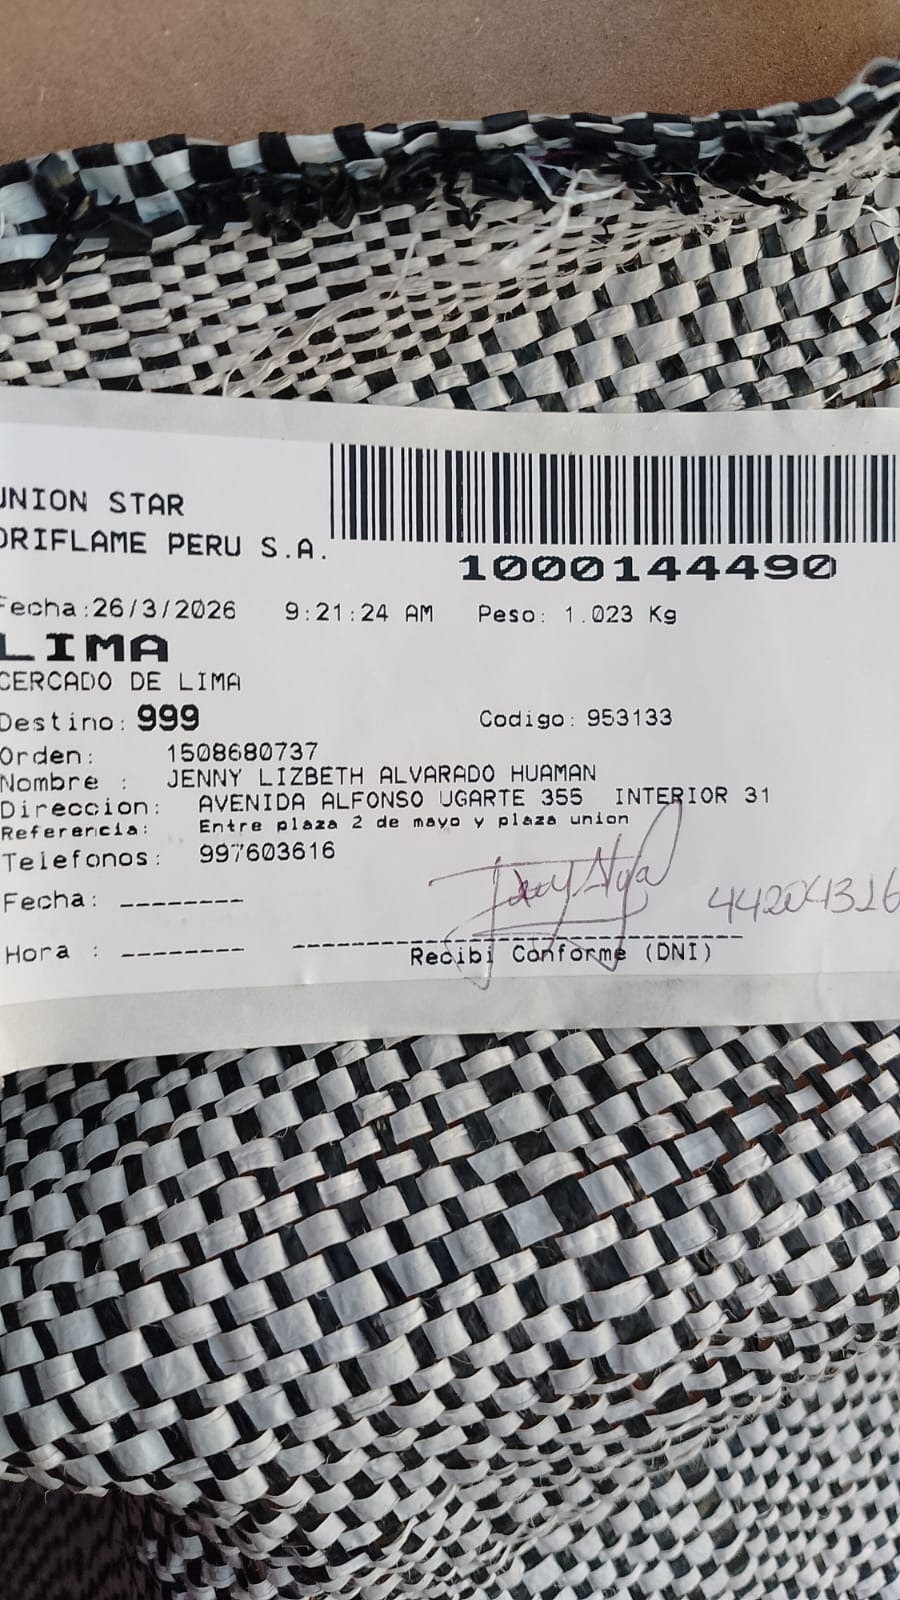 UNION STAR
ORIFLAME PERU S.A.
1000144490
Fecha:26/3/2026 9:21:24 AM Peso: 1.023 Kg
LIMA
CERCADO DE LIMA
Destino: 999 Codigo: 953133
Orden: 1508680737
Nombre : JENNY LIZBETH ALVARADO HUAMAN
Direccion: AVENIDA ALFONSO UGARTE 355 INTERIOR 31
Referencia: Entre plaza 2 de mayo y plaza union
Telefonos: 997603616
Fecha: --------
Hora : --------
Recibi Conforme (DNI)